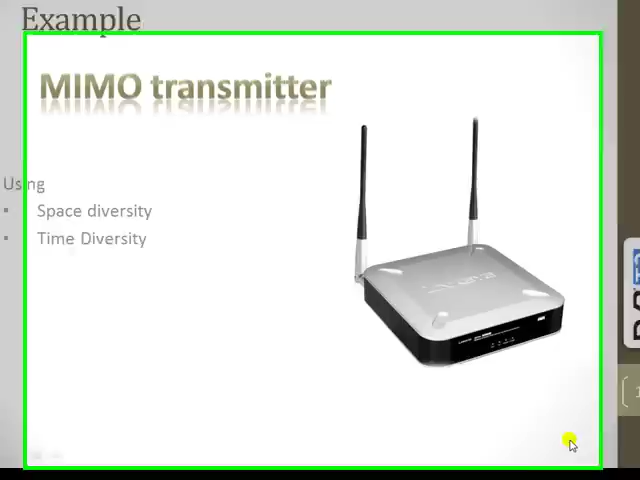 Example
MIMO transmitter
Using
• Space diversity
• Time Diversity